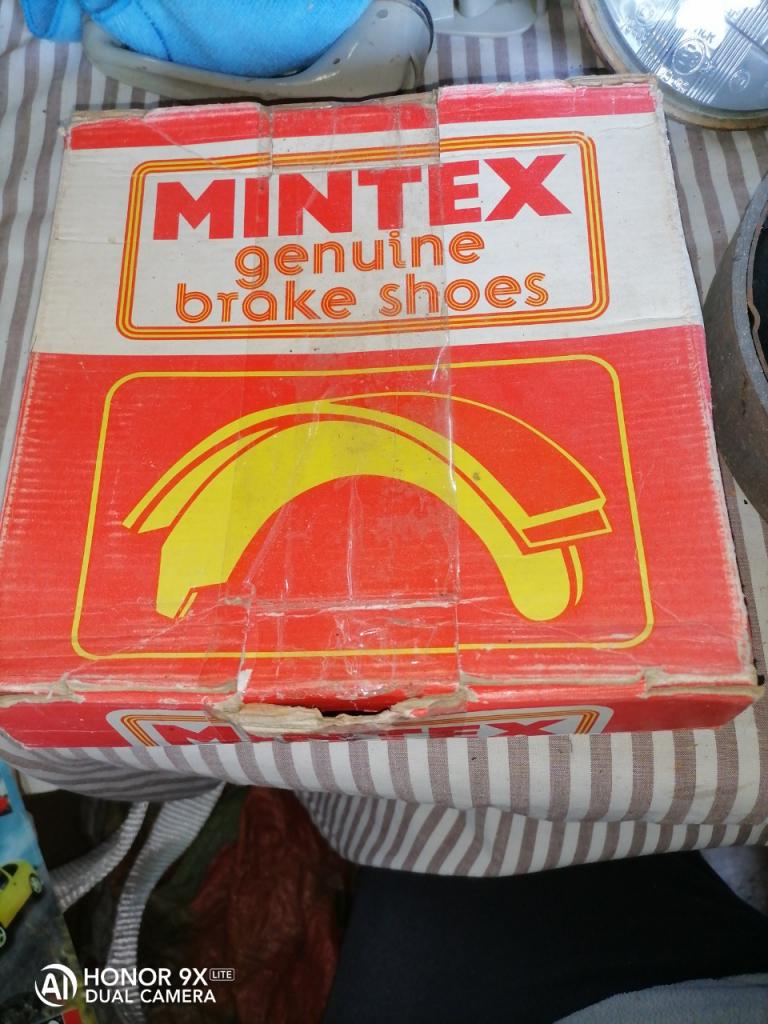 MINTEX
genuine
brake shoes
MINTEX
HONOR 9X LITE
DUAL CAMERA